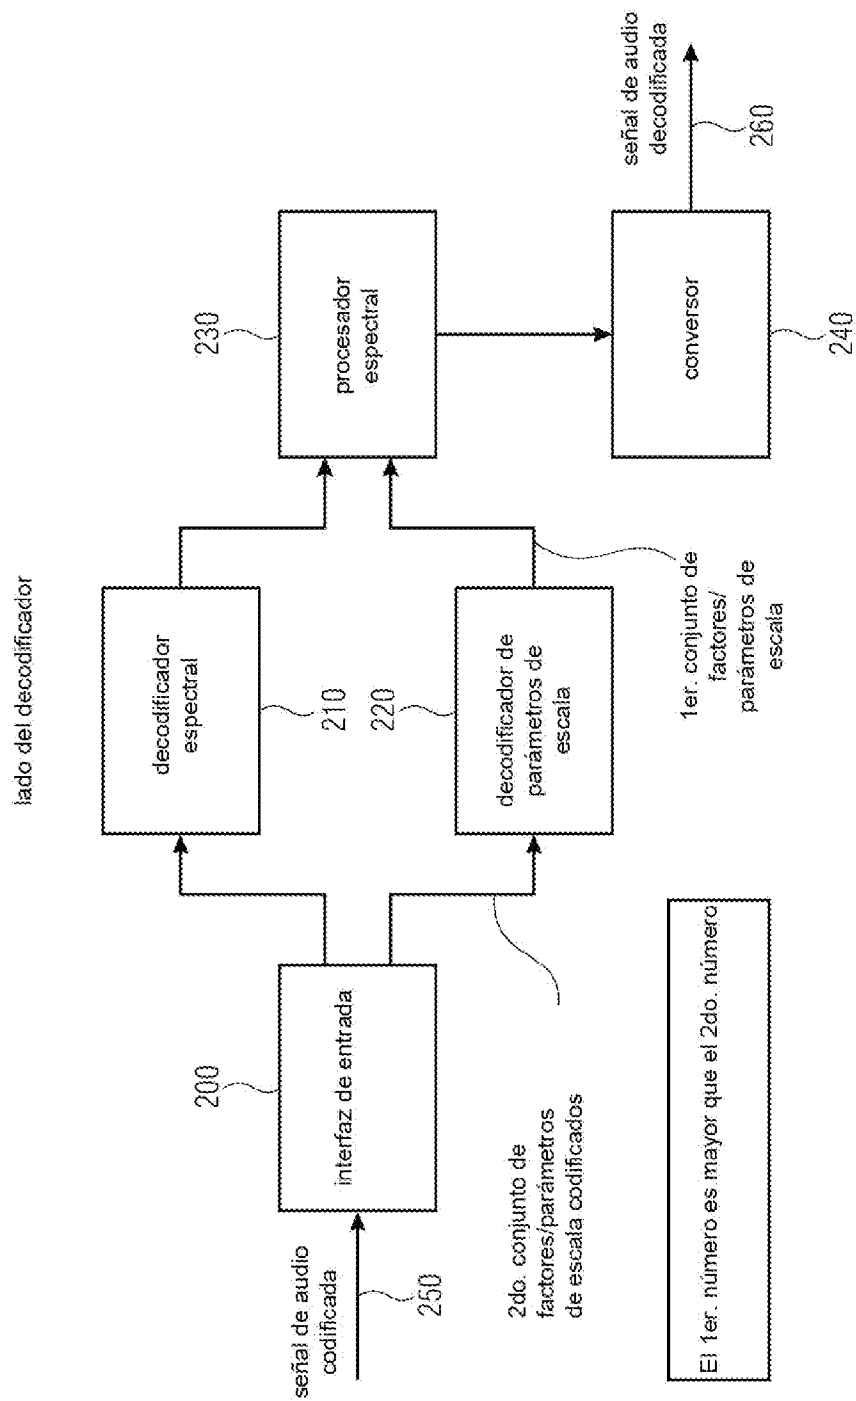 lado del decodificador
señal de audio
codificada
250
200
interfaz de entrada
2do. conjunto de
factores/parámetros
de escala codificados
decodificador
espectral
210
220
decodificador de
parámetros de
escala
1er. conjunto de
factores/
parámetros de
escala
230
procesador
espectral
conversor
240
señal de audio
decodificada
260
El 1er. número es mayor que el 2do. número